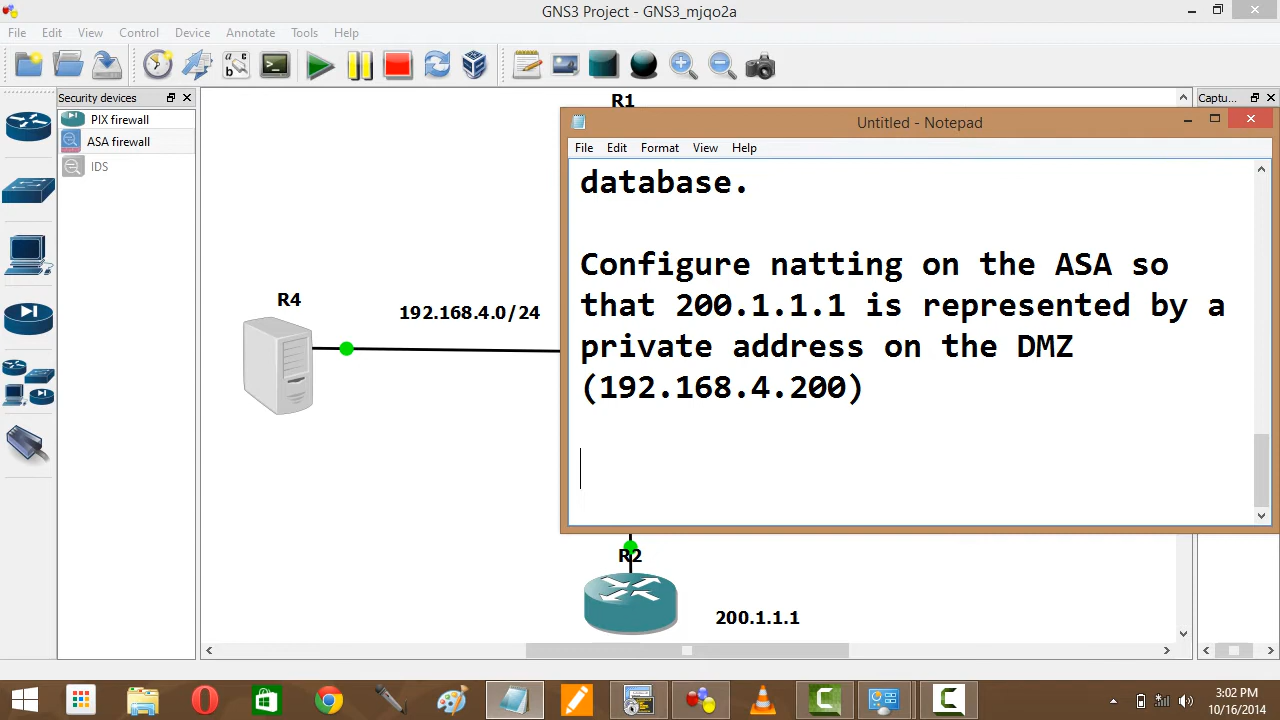 GNS3 Project - GNS3_mjqo2a
File Edit View Control Device Annotate Tools Help
Security devices
PIX firewall
ASA firewall
IDS
Captu...
R1
Untitled - Notepad
File Edit Format View Help
database.
Configure natting on the ASA so
that 200.1.1.1 is represented by a
private address on the DMZ
(192.168.4.200)
R4
192.168.4.0/24
R2
200.1.1.1
3:02 PM
10/16/2014